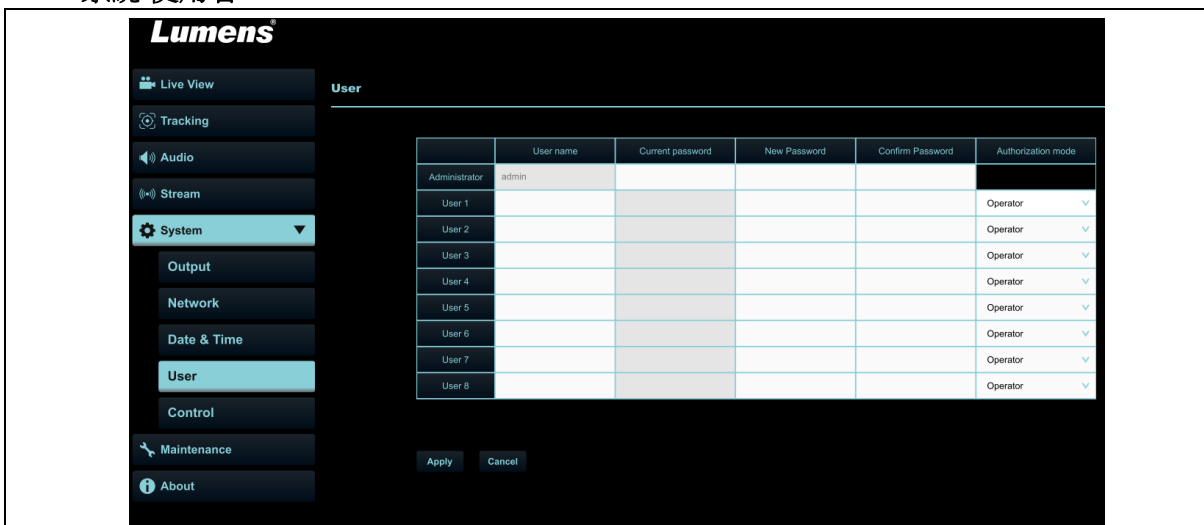 Lumens®
Live View
Tracking
Audio
Stream
System
Output
Network
Date & Time
User
Control
Maintenance
About
User
User name Current password New Password Confirm Password Authorization mode
Administrator admin
User 1 Operator
User 2 Operator
User 3 Operator
User 4 Operator
User 5 Operator
User 6 Operator
User 7 Operator
User 8 Operator
Apply Cancel